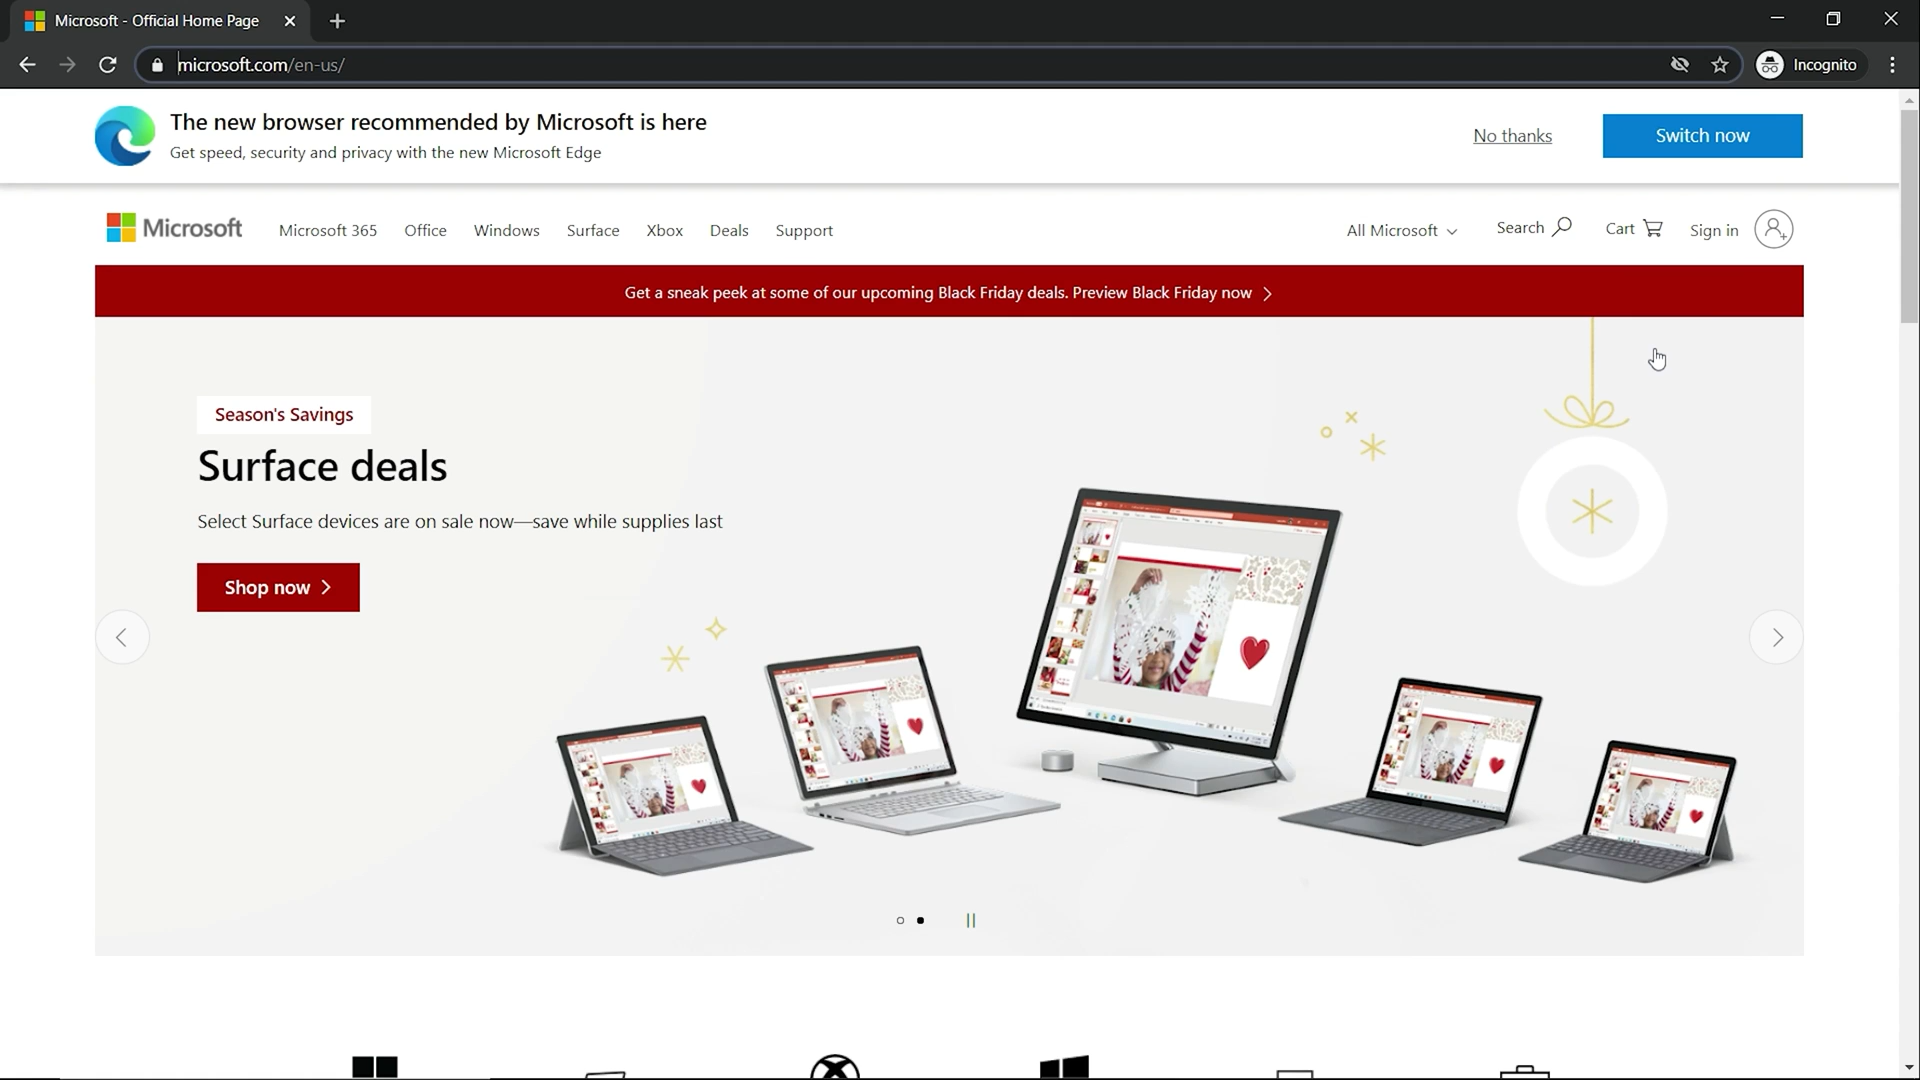 Microsoft - Official Home Page
microsoft.com/en-us/
Incognito
The new browser recommended by Microsoft is here
Get speed, security and privacy with the new Microsoft Edge
No thanks
Switch now
Microsoft
Microsoft 365
Office
Windows
Surface
Xbox
Deals
Support
All Microsoft
Search
Cart
Sign in
Get a sneak peek at some of our upcoming Black Friday deals. Preview Black Friday now
Season's Savings
Surface deals
Select Surface devices are on sale now—save while supplies last
Shop now